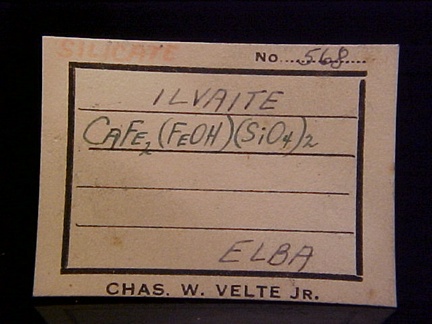 SILICATE
No.....568......
ILVAITE
CAFE₂(FEOH)(SiO₄)₂
ELBA
CHAS. W. VELTE JR.